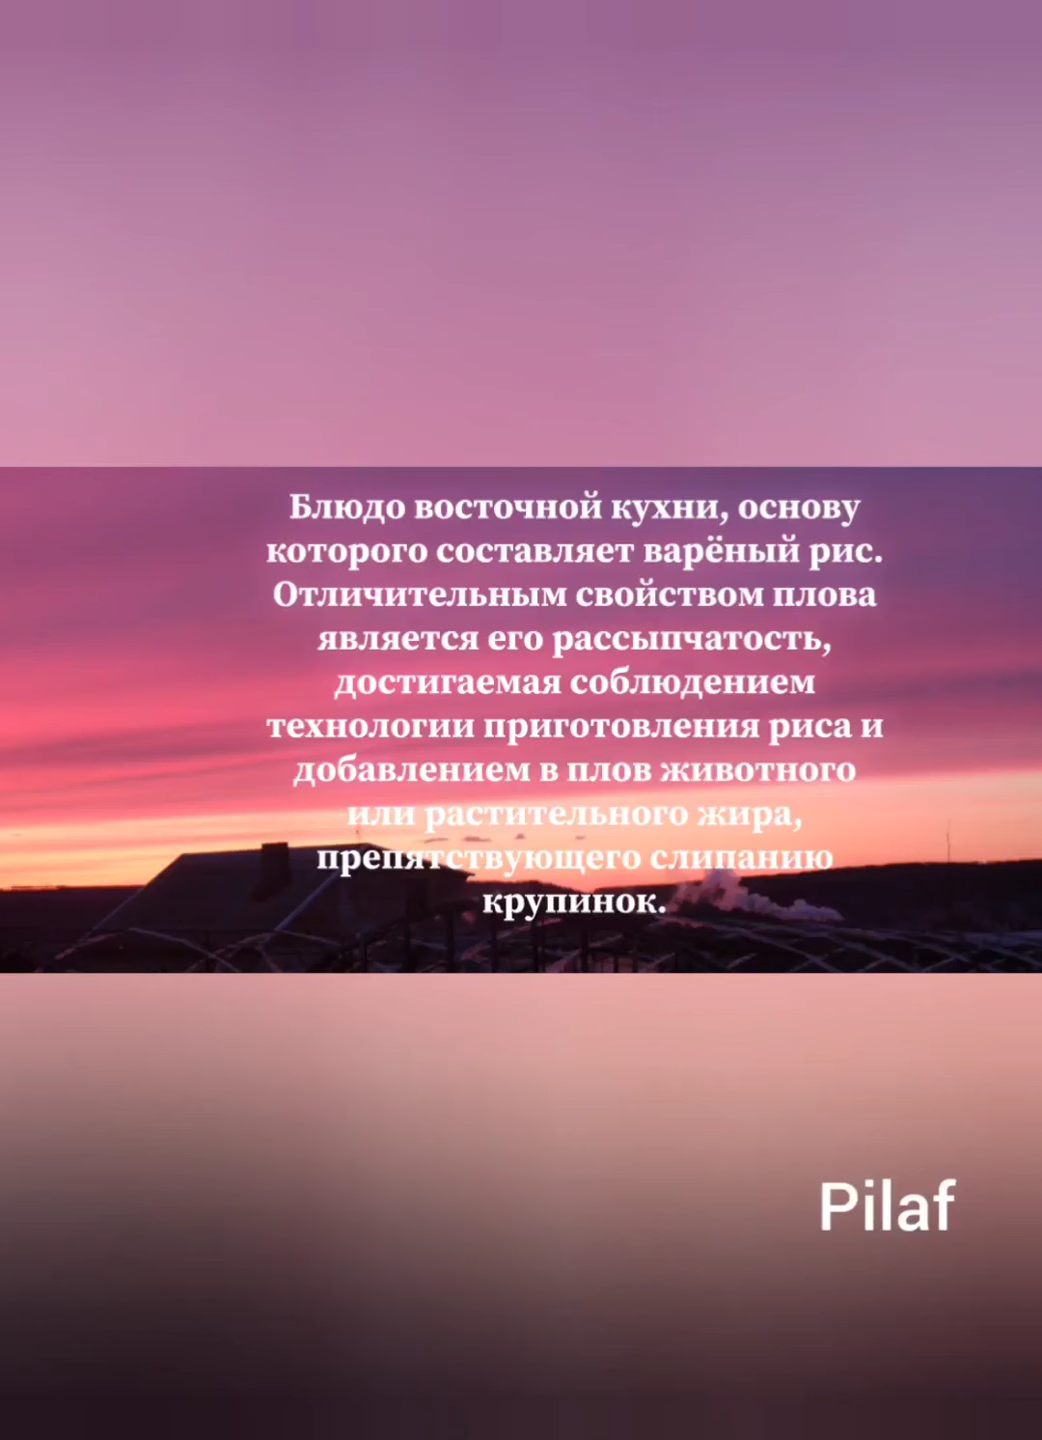 Блюдо восточной кухни, основу
которого составляет варёный рис.
Отличительным свойством плова
является его рассыпчатость,
достигаемая соблюдением
технологии приготовления риса и
добавлением в плов животного
или растительного жира,
препятствующего слипанию
крупинок.
Pilaf